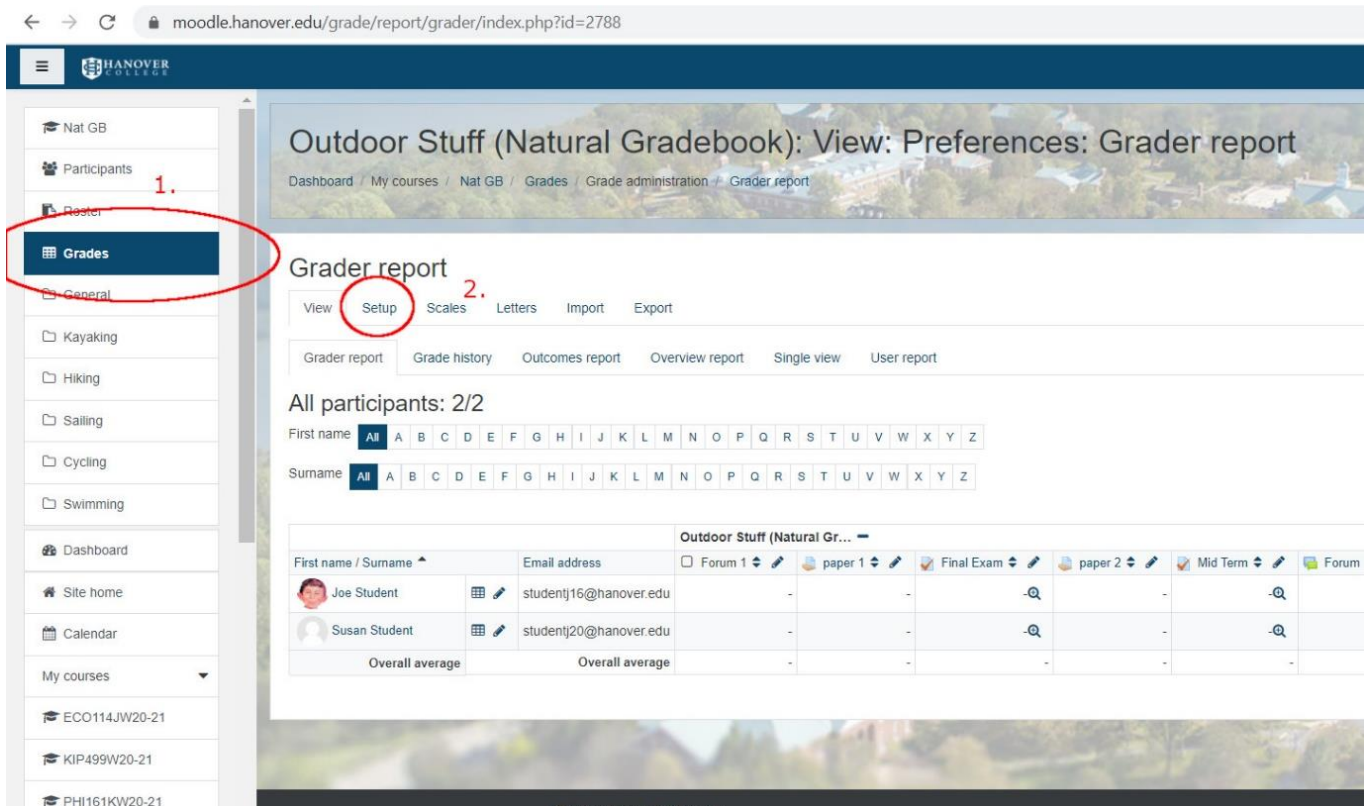 moodle.hanover.edu/grade/report/grader/index.php?id=2788
HANOVER
COLLEGE
Nat GB
Participants
1.
Roster
Grades
General
Kayaking
Hiking
Sailing
Cycling
Swimming
Dashboard
Site home
Calendar
My courses
ECO114JW20-21
KIP499W20-21
PHI161KW20-21
Outdoor Stuff (Natural Gradebook): View: Preferences: Grader report
Dashboard / My courses / Nat GB / Grades / Grade administration / Grader report
Grader report
2.
View Setup Scales Letters Import Export
Grader report Grade history Outcomes report Overview report Single view User report
All participants: 2/2
First name All A B C D E F G H I J K L M N O P Q R S T U V W X Y Z
Surname All A B C D E F G H I J K L M N O P Q R S T U V W X Y Z
Outdoor Stuff (Natural Gr...
First name / Surname Email address Forum 1 paper 1 Final Exam paper 2 Mid Term Forum
Joe Student studentj16@hanover.edu - - - - -
Susan Student studentj20@hanover.edu - - - - -
Overall average Overall average - - - - -